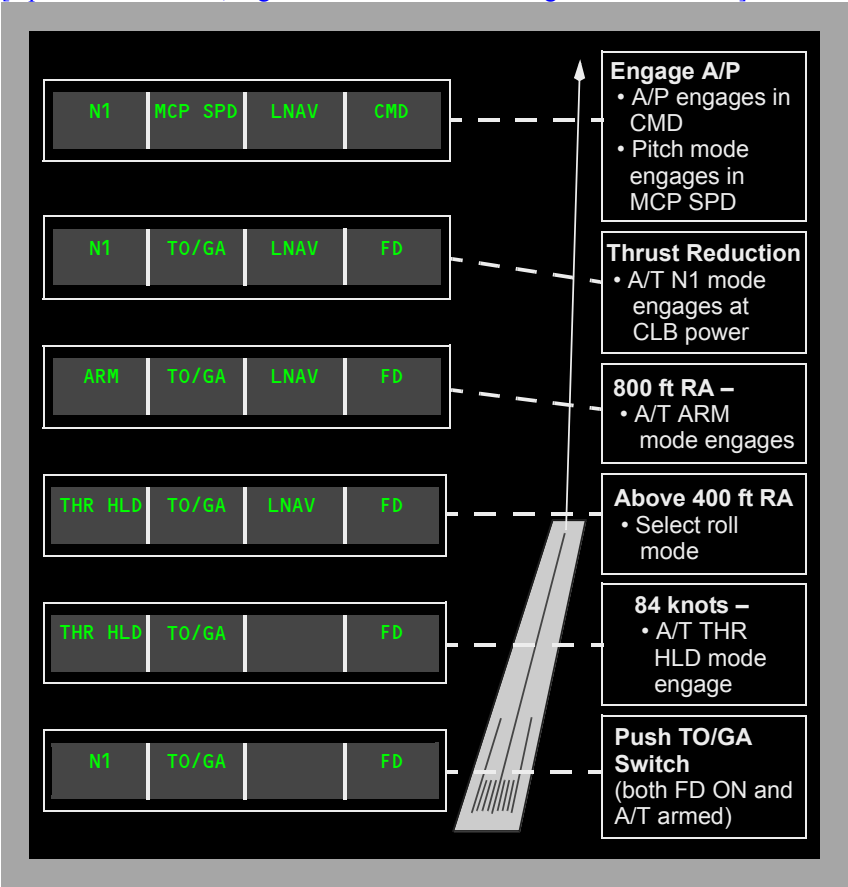 N1 MCP SPD LNAV CMD
Engage A/P
• A/P engages in
CMD
• Pitch mode
engages in
MCP SPD
N1 TO/GA LNAV FD
Thrust Reduction
• A/T N1 mode
engages at
CLB power
ARM TO/GA LNAV FD
800 ft RA –
• A/T ARM
mode engages
THR HLD TO/GA LNAV FD
Above 400 ft RA
• Select roll
mode
THR HLD TO/GA FD
84 knots –
• A/T THR
HLD mode
engage
N1 TO/GA FD
Push TO/GA
Switch
(both FD ON and
A/T armed)